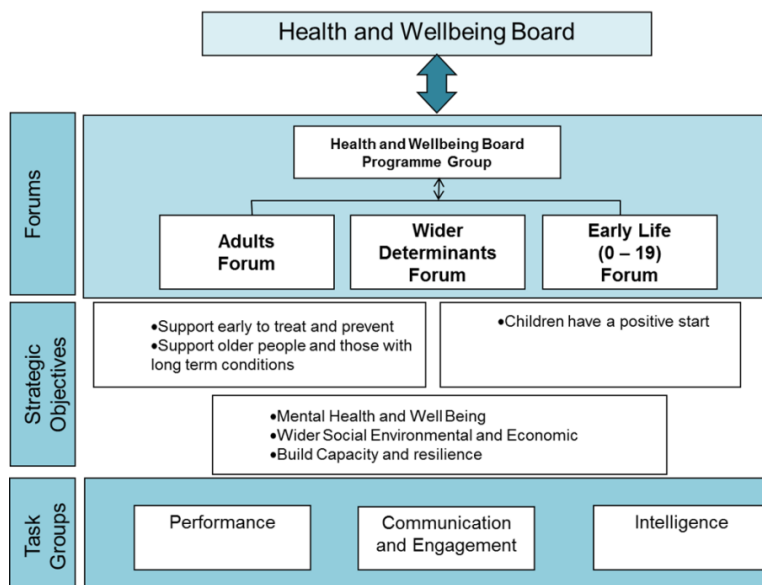 Health and Wellbeing Board
Forums
Health and Wellbeing Board
Programme Group
Adults
Forum
Wider
Determinants
Forum
Early Life
(0 – 19)
Forum
Strategic
Objectives
•Support early to treat and prevent
•Support older people and those with
long term conditions
•Children have a positive start
•Mental Health and Well Being
•Wider Social Environmental and Economic
•Build Capacity and resilience
Task
Groups
Performance
Communication
and Engagement
Intelligence